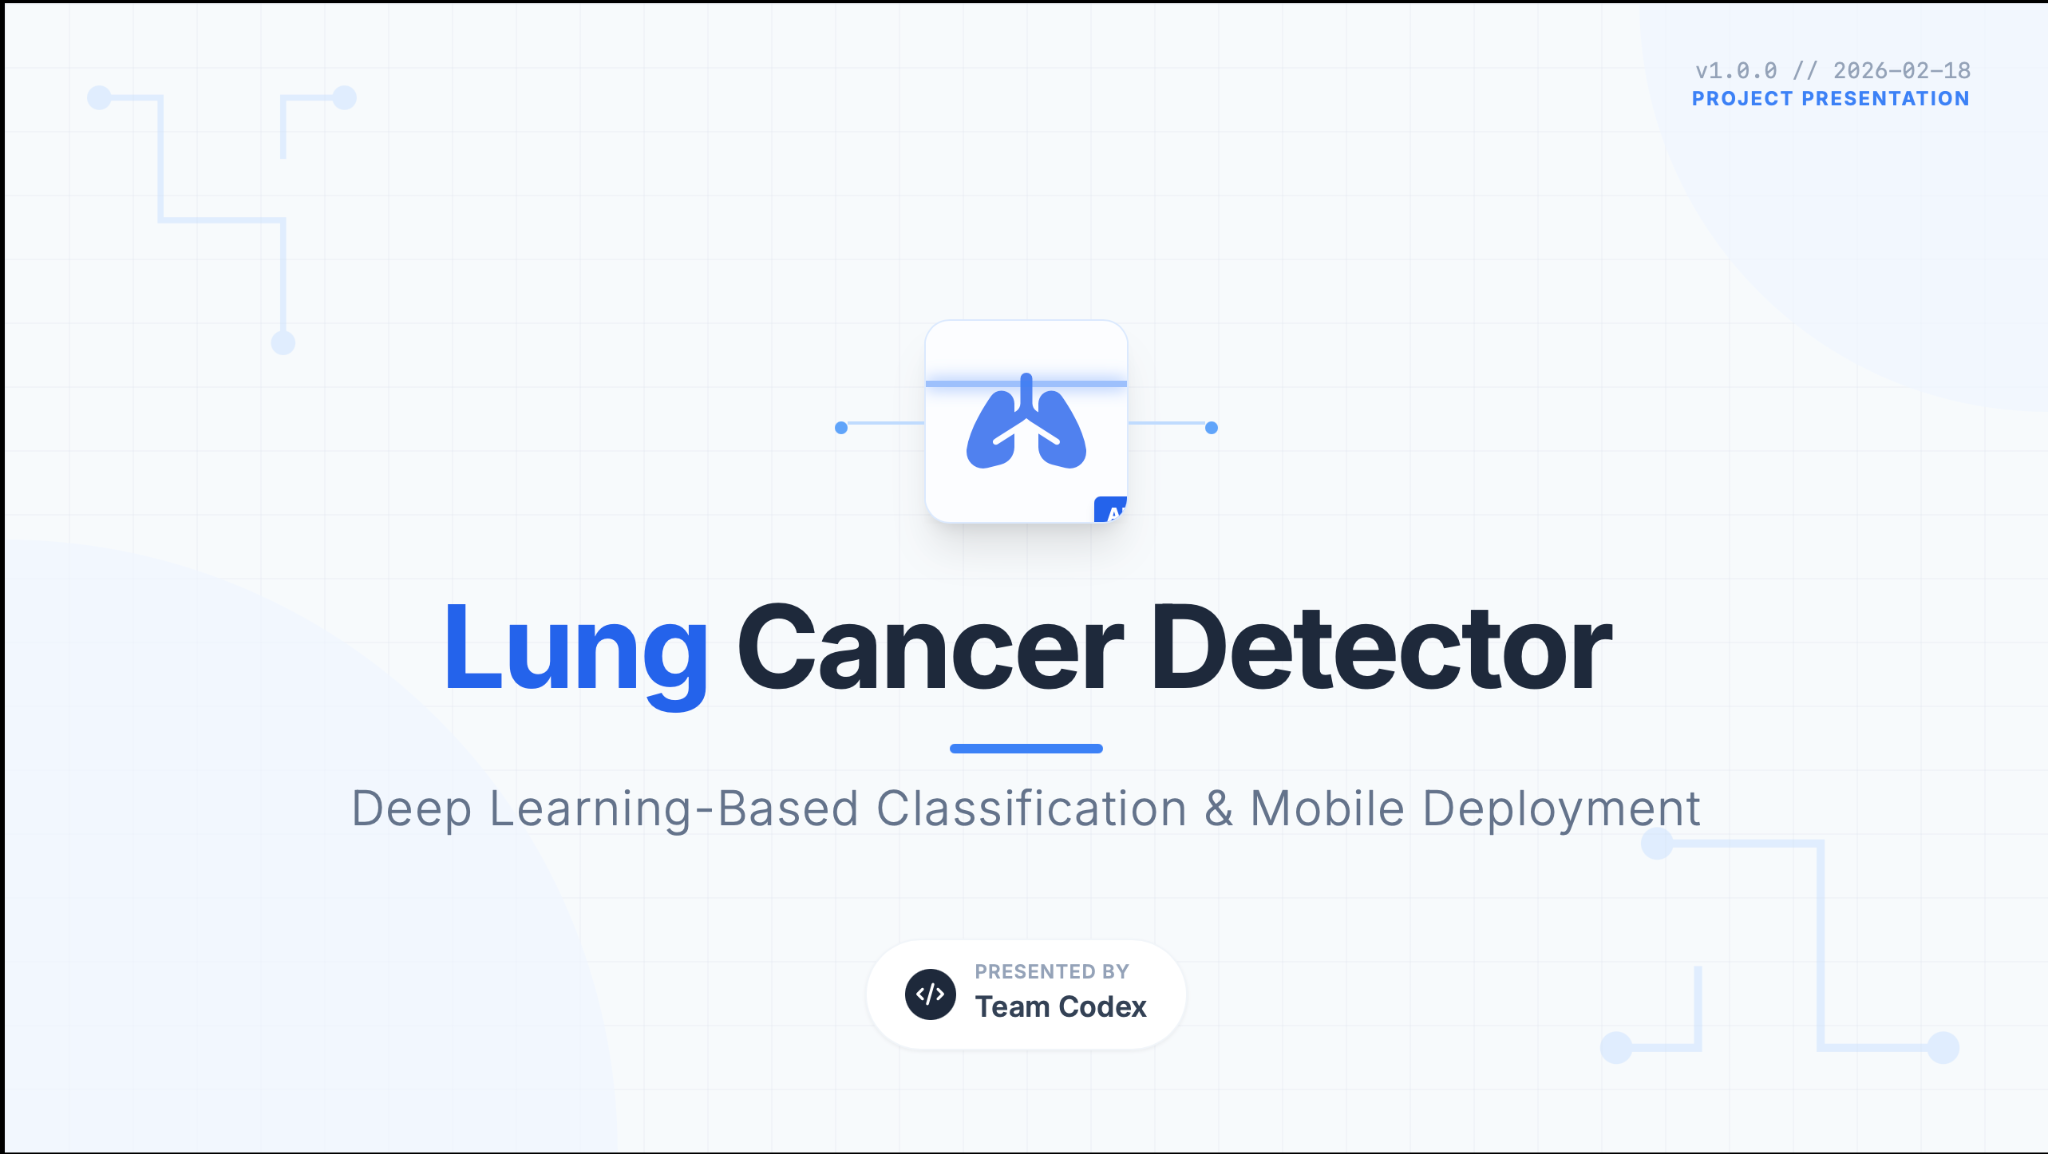 v1.0.0 // 2026-02-18
PROJECT PRESENTATION
Lung Cancer Detector
Deep Learning-Based Classification & Mobile Deployment
PRESENTED BY
Team Codex